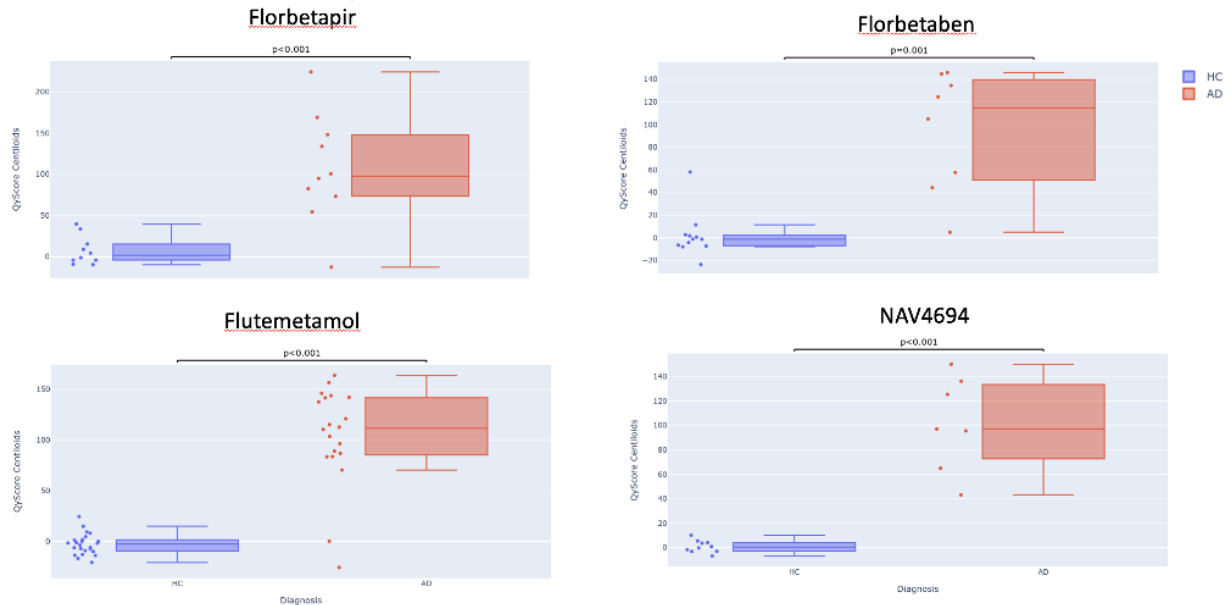 Florbetapir
p<0.001
200
150
100
50
0
QyScore Centiloids
Florbetaben
p=0.001
140
120
100
80
60
40
20
0
−20
QyScore Centiloids
HC
AD
Flutemetamol
p<0.001
150
100
50
0
QyScore Centiloids
HC
AD
Diagnosis
NAV4694
p<0.001
140
120
100
80
60
40
20
0
QyScore Centiloids
HC
AD
Diagnosis